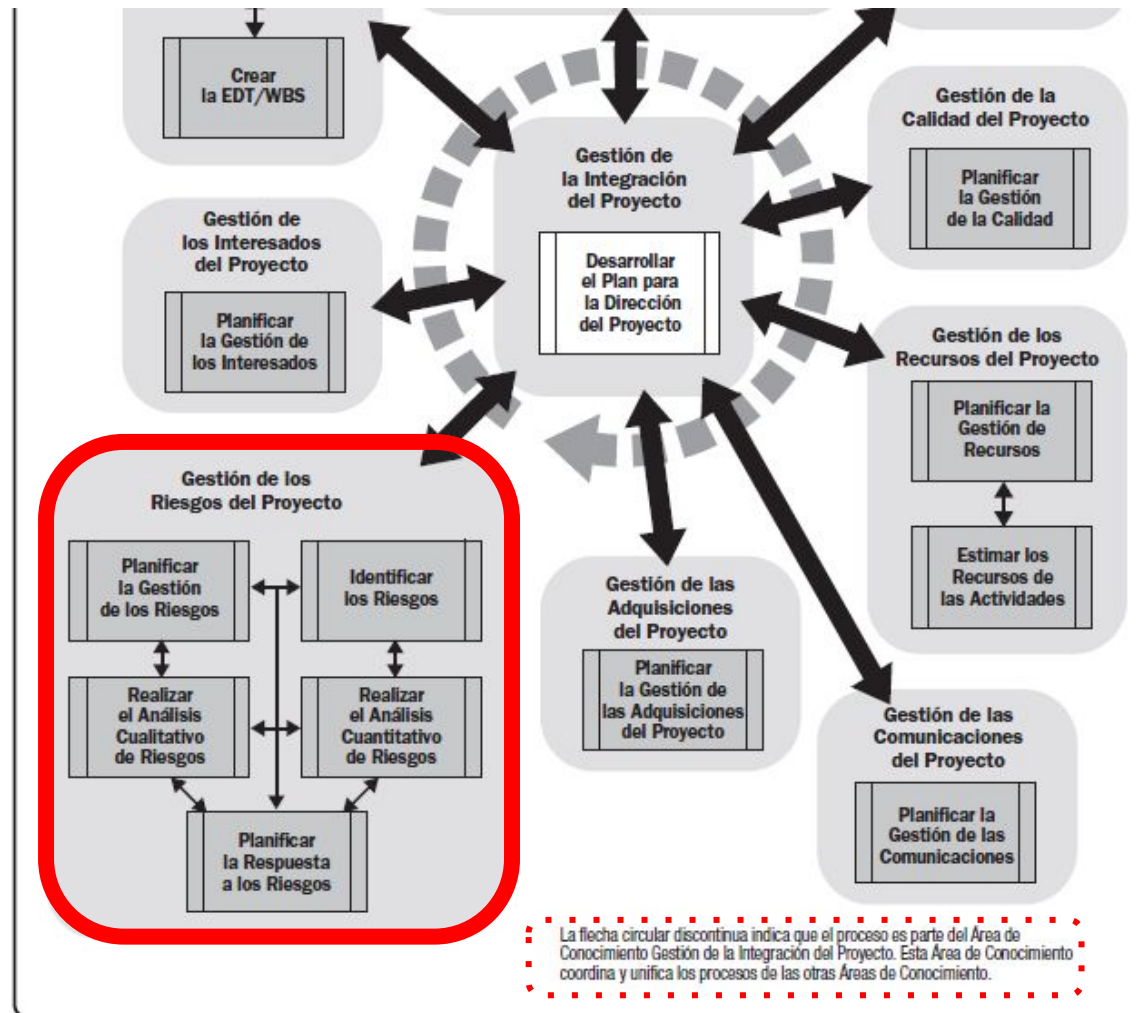 Crear
la EDT/WBS
Gestión de la
Calidad del Proyecto
Planificar
la Gestión
de la Calidad
Gestión de
la Integración
del Proyecto
Desarrollar
el Plan para
la Dirección
del Proyecto
Gestión de
los Interesados
del Proyecto
Planificar
la Gestión de
los Interesados
Gestión de los
Recursos del Proyecto
Planificar la
Gestión de
Recursos
Estimar los
Recursos de
las Actividades
Gestión de los
Riesgos del Proyecto
Planificar
la Gestión
de los Riesgos
Identificar
los Riesgos
Realizar
el Análisis
Cualitativo
de Riesgos
Realizar
el Análisis
Cuantitativo
de Riesgos
Planificar
la Respuesta
a los Riesgos
Gestión de las
Adquisiciones
del Proyecto
Planificar
la Gestión de
las Adquisiciones
del Proyecto
Gestión de las
Comunicaciones
del Proyecto
Planificar la
Gestión de las
Comunicaciones
La flecha circular discontinua indica que el proceso es parte del Área de
Conocimiento Gestión de la Integración del Proyecto. Esta Área de Conocimiento
coordina y unifica los procesos de las otras Áreas de Conocimiento.